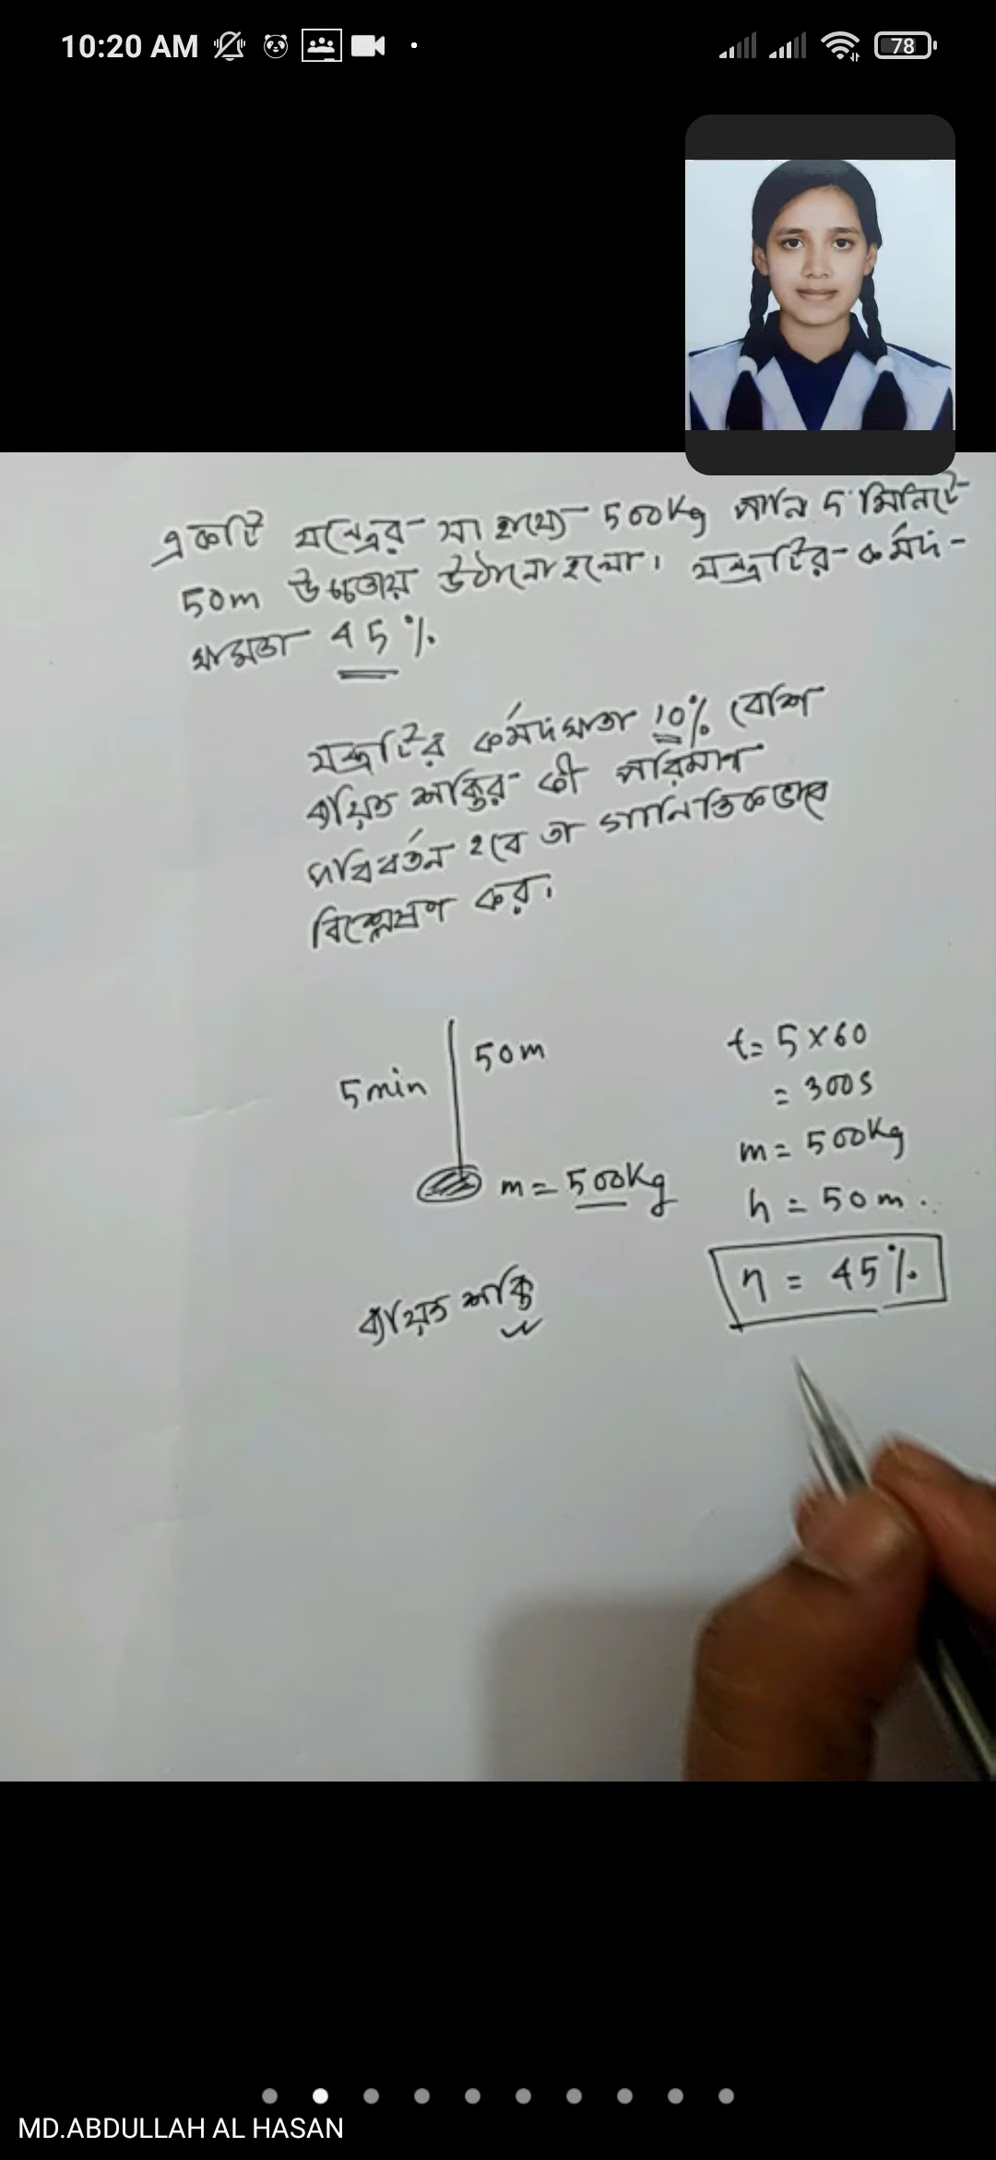 10:20 AM
78
একটি যন্ত্রের সাহায্যে 500kg পানি 5 মিনিটে
50m উচ্চতায় উঠানো হলো। যন্ত্রটির কর্মদ-
ক্ষমতা 45%
যন্ত্রটির কর্মদক্ষতা 10% বেশি
ব্যয়িত শক্তির কী পরিমাণ
পরিবর্তন হবে তা গানিতিকভাবে
বিশ্লেষণ কর।
5min
50m
m = 500kg
t = 5×60
= 300s
m = 500kg
h = 50m
η = 45%
ব্যয়িত শক্তি
MD.ABDULLAH AL HASAN